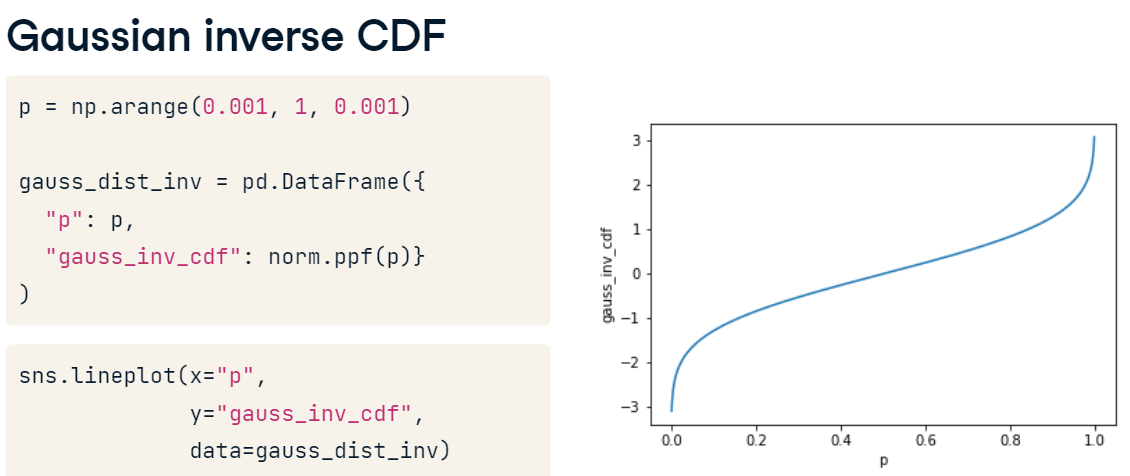 Gaussian inverse CDF
p = np.arange(0.001, 1, 0.001)
gauss_dist_inv = pd.DataFrame({
"p": p,
"gauss_inv_cdf": norm.ppf(p)}
)
sns.lineplot(x="p",
y="gauss_inv_cdf",
data=gauss_dist_inv)
gauss_inv_cdf
3
2
1
0
−1
−2
−3
0.0 0.2 0.4 0.6 0.8 1.0
p